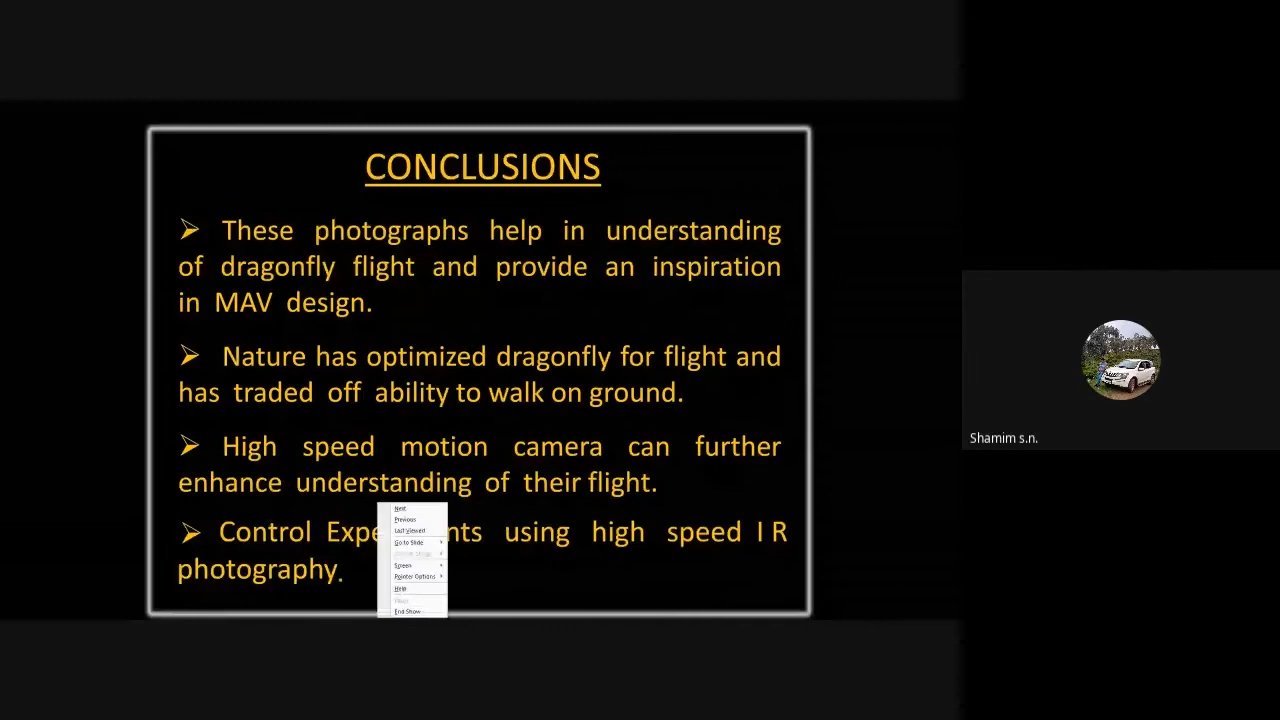 CONCLUSIONS
➢ These photographs help in understanding
of dragonfly flight and provide an inspiration
in MAV design.
➢ Nature has optimized dragonfly for flight and
has traded off ability to walk on ground.
➢ High speed motion camera can further
enhance understanding of their flight.
➢ Control Expe nts using high speed I R
photography.
Next
Previous
Last Viewed
Go to Slide
Screen
Pointer Options
Help
End Show
Shamim s.n.